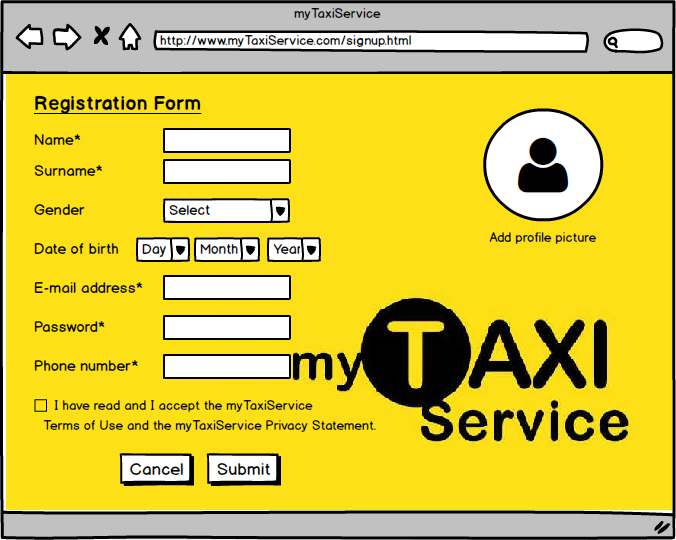 myTaxiService
http://www.myTaxiService.com/signup.html
Registration Form
Name*
Surname*
Gender Select
Date of birth Day Month Year
Add profile picture
E-mail address*
Password*
Phone number*
my TAXI
Service
I have read and I accept the myTaxiService
Terms of Use and the myTaxiService Privacy Statement.
Cancel Submit